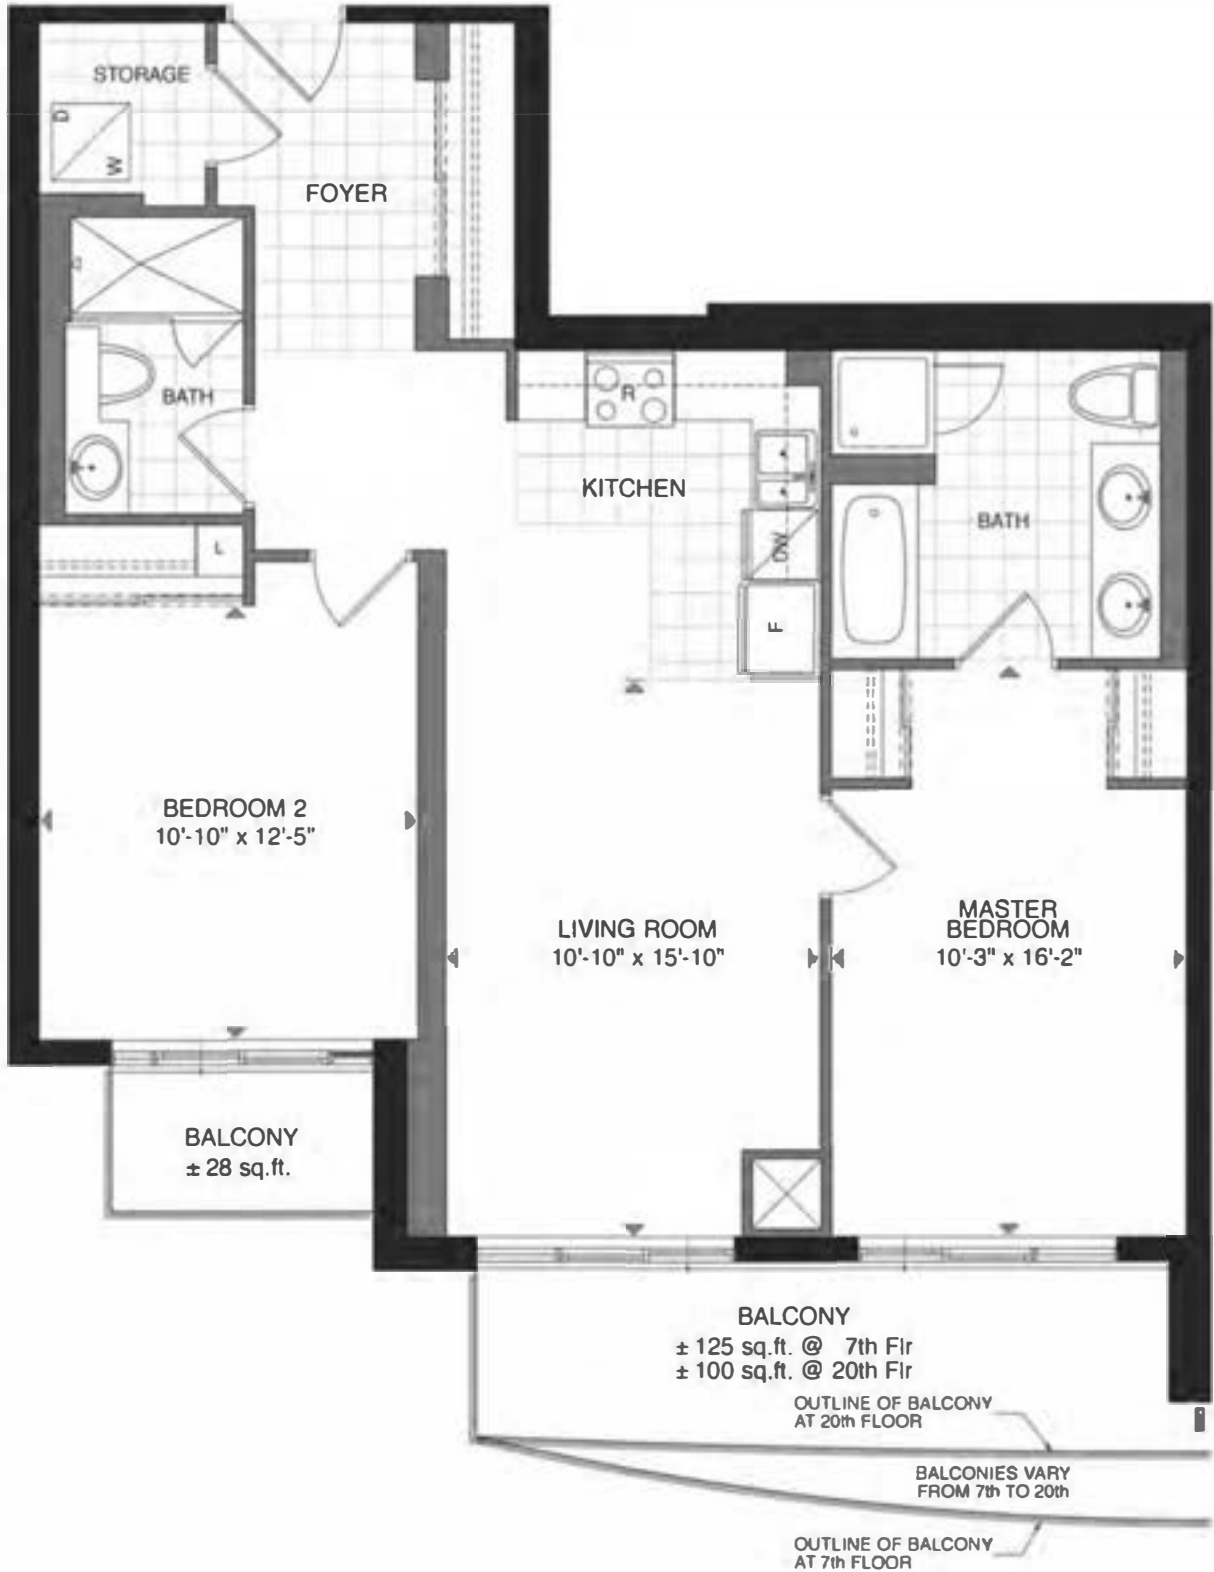 STORAGE
D
W
FOYER
BATH
R
KITCHEN
DW
F
BATH
L
BEDROOM 2
10'-10" x 12'-5"
LIVING ROOM
10'-10" x 15'-10"
MASTER
BEDROOM
10'-3" x 16'-2"
BALCONY
± 28 sq.ft.
BALCONY
± 125 sq.ft. @ 7th Flr
± 100 sq.ft. @ 20th Flr
OUTLINE OF BALCONY
AT 20th FLOOR
BALCONIES VARY
FROM 7th TO 20th
OUTLINE OF BALCONY
AT 7th FLOOR